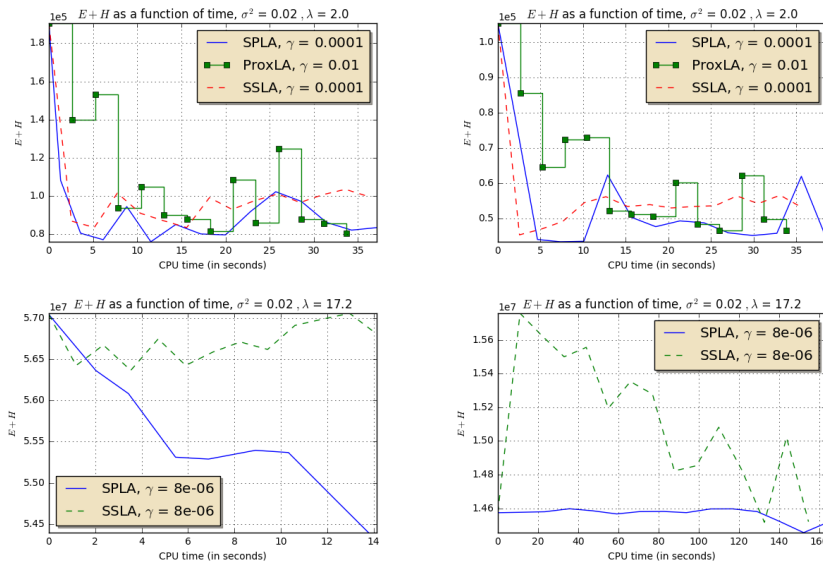 E + H as a function of time, σ² = 0.02 , λ = 2.0
1e5
SPLA, γ = 0.0001
ProxLA, γ = 0.01
SSLA, γ = 0.0001
E + H
1.8
1.6
1.4
1.2
1.0
0.8
0 5 10 15 20 25 30 35
CPU time (in seconds)
E + H as a function of time, σ² = 0.02 , λ = 2.0
1e5
SPLA, γ = 0.0001
ProxLA, γ = 0.01
SSLA, γ = 0.0001
E + H
1.0
0.9
0.8
0.7
0.6
0.5
0 5 10 15 20 25 30 35
CPU time (in seconds)
1e7 E + H as a function of time, σ² = 0.02 , λ = 17.2
5.70
5.65
5.60
5.55
5.50
5.45
E + H
SPLA, γ = 8e-06
SSLA, γ = 8e-06
0 2 4 6 8 10 12 14
CPU time (in seconds)
1e7 E + H as a function of time, σ² = 0.02 , λ = 17.2
SPLA, γ = 8e-06
SSLA, γ = 8e-06
1.56
1.54
1.52
1.50
1.48
1.46
E + H
0 20 40 60 80 100 120 140 160
CPU time (in seconds)